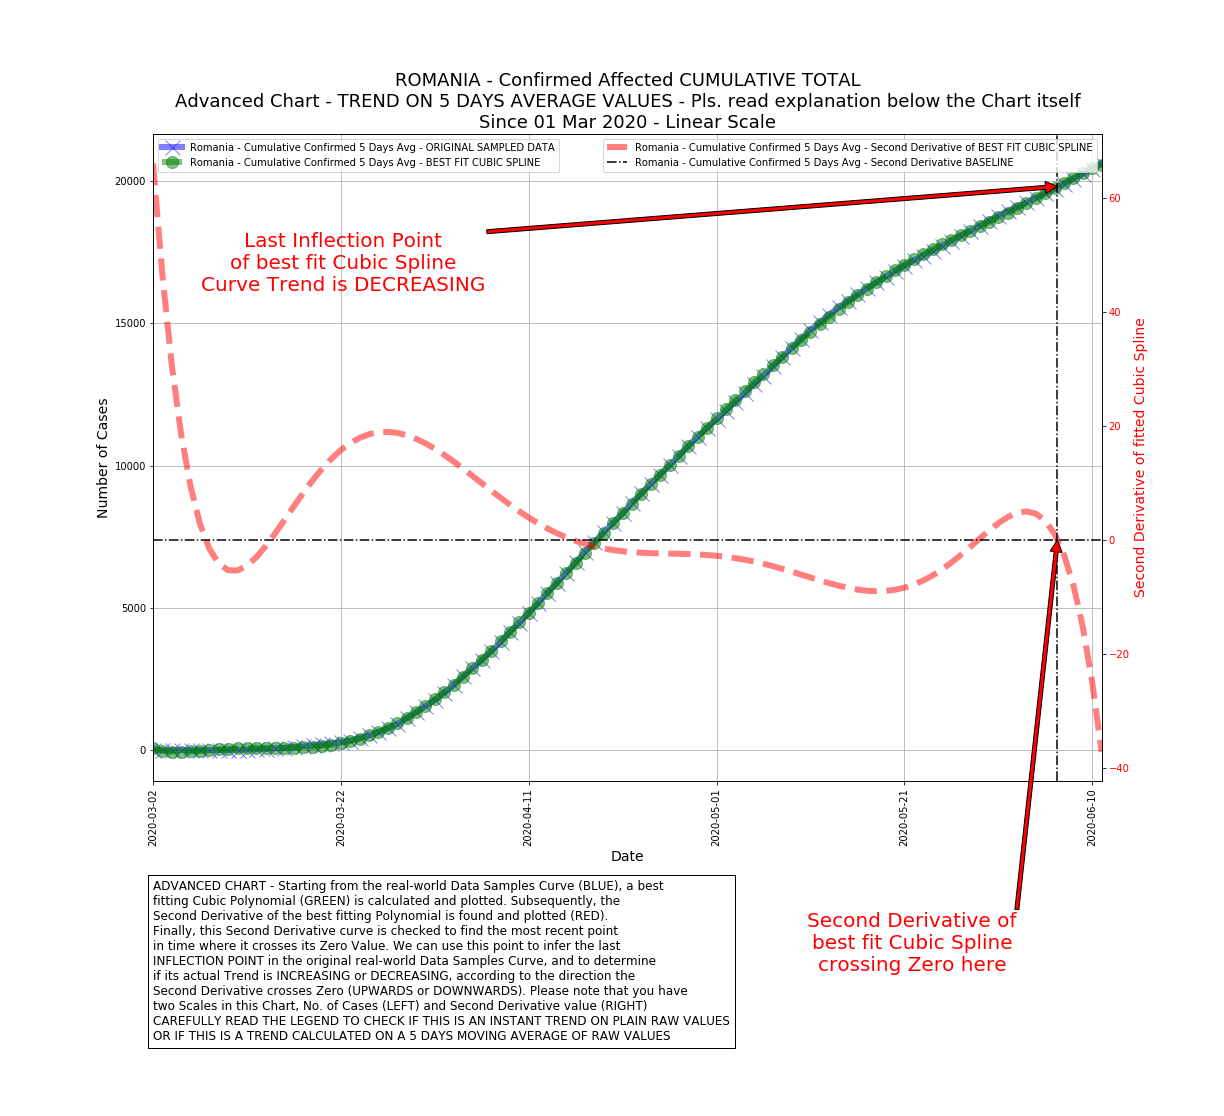 ROMANIA - Confirmed Affected CUMULATIVE TOTAL
Advanced Chart - TREND ON 5 DAYS AVERAGE VALUES - Pls. read explanation below the Chart itself
Since 01 Mar 2020 - Linear Scale
Romania - Cumulative Confirmed 5 Days Avg - ORIGINAL SAMPLED DATA
Romania - Cumulative Confirmed 5 Days Avg - BEST FIT CUBIC SPLINE
Romania - Cumulative Confirmed 5 Days Avg - Second Derivative of BEST FIT CUBIC SPLINE
Romania - Cumulative Confirmed 5 Days Avg - Second Derivative BASELINE
Last Inflection Point
of best fit Cubic Spline
Curve Trend is DECREASING
Number of Cases
20000
15000
10000
5000
0
60
40
20
0
−20
−40
Second Derivative of fitted Cubic Spline
2020-03-02
2020-03-22
2020-04-11
2020-05-01
2020-05-21
2020-06-10
Date
Second Derivative of
best fit Cubic Spline
crossing Zero here
ADVANCED CHART - Starting from the real-world Data Samples Curve (BLUE), a best
fitting Cubic Polynomial (GREEN) is calculated and plotted. Subsequently, the
Second Derivative of the best fitting Polynomial is found and plotted (RED).
Finally, this Second Derivative curve is checked to find the most recent point
in time where it crosses its Zero Value. We can use this point to infer the last
INFLECTION POINT in the original real-world Data Samples Curve, and to determine
if its actual Trend is INCREASING or DECREASING, according to the direction the
Second Derivative crosses Zero (UPWARDS or DOWNWARDS). Please note that you have
two Scales in this Chart, No. of Cases (LEFT) and Second Derivative value (RIGHT)
CAREFULLY READ THE LEGEND TO CHECK IF THIS IS AN INSTANT TREND ON PLAIN RAW VALUES
OR IF THIS IS A TREND CALCULATED ON A 5 DAYS MOVING AVERAGE OF RAW VALUES